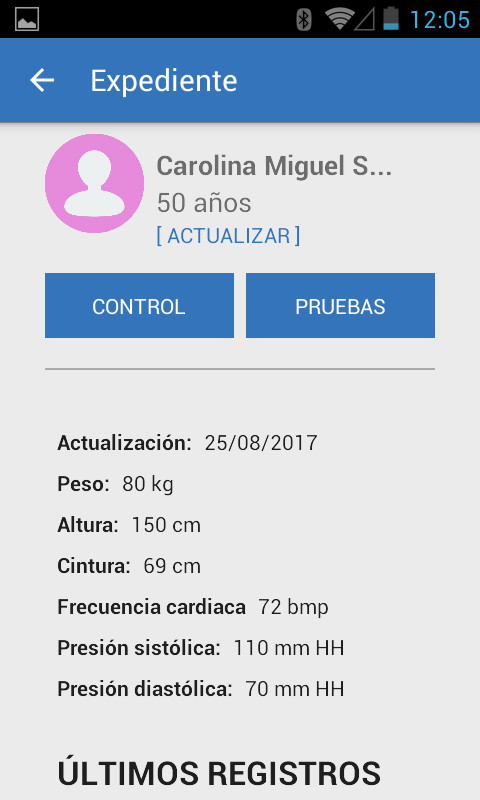 12:05
Expediente
Carolina Miguel S...
50 años
[ ACTUALIZAR ]
CONTROL PRUEBAS
Actualización: 25/08/2017
Peso: 80 kg
Altura: 150 cm
Cintura: 69 cm
Frecuencia cardiaca 72 bmp
Presión sistólica: 110 mm HH
Presión diastólica: 70 mm HH
ÚLTIMOS REGISTROS